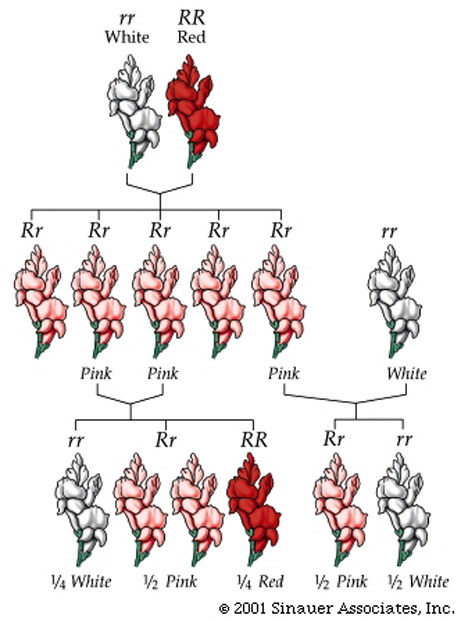 rr RR
White Red
Rr Rr Rr Rr Rr rr
Pink Pink Pink White
rr Rr RR Rr rr
¼ White ½ Pink ¼ Red ½ Pink ½ White
© 2001 Sinauer Associates, Inc.